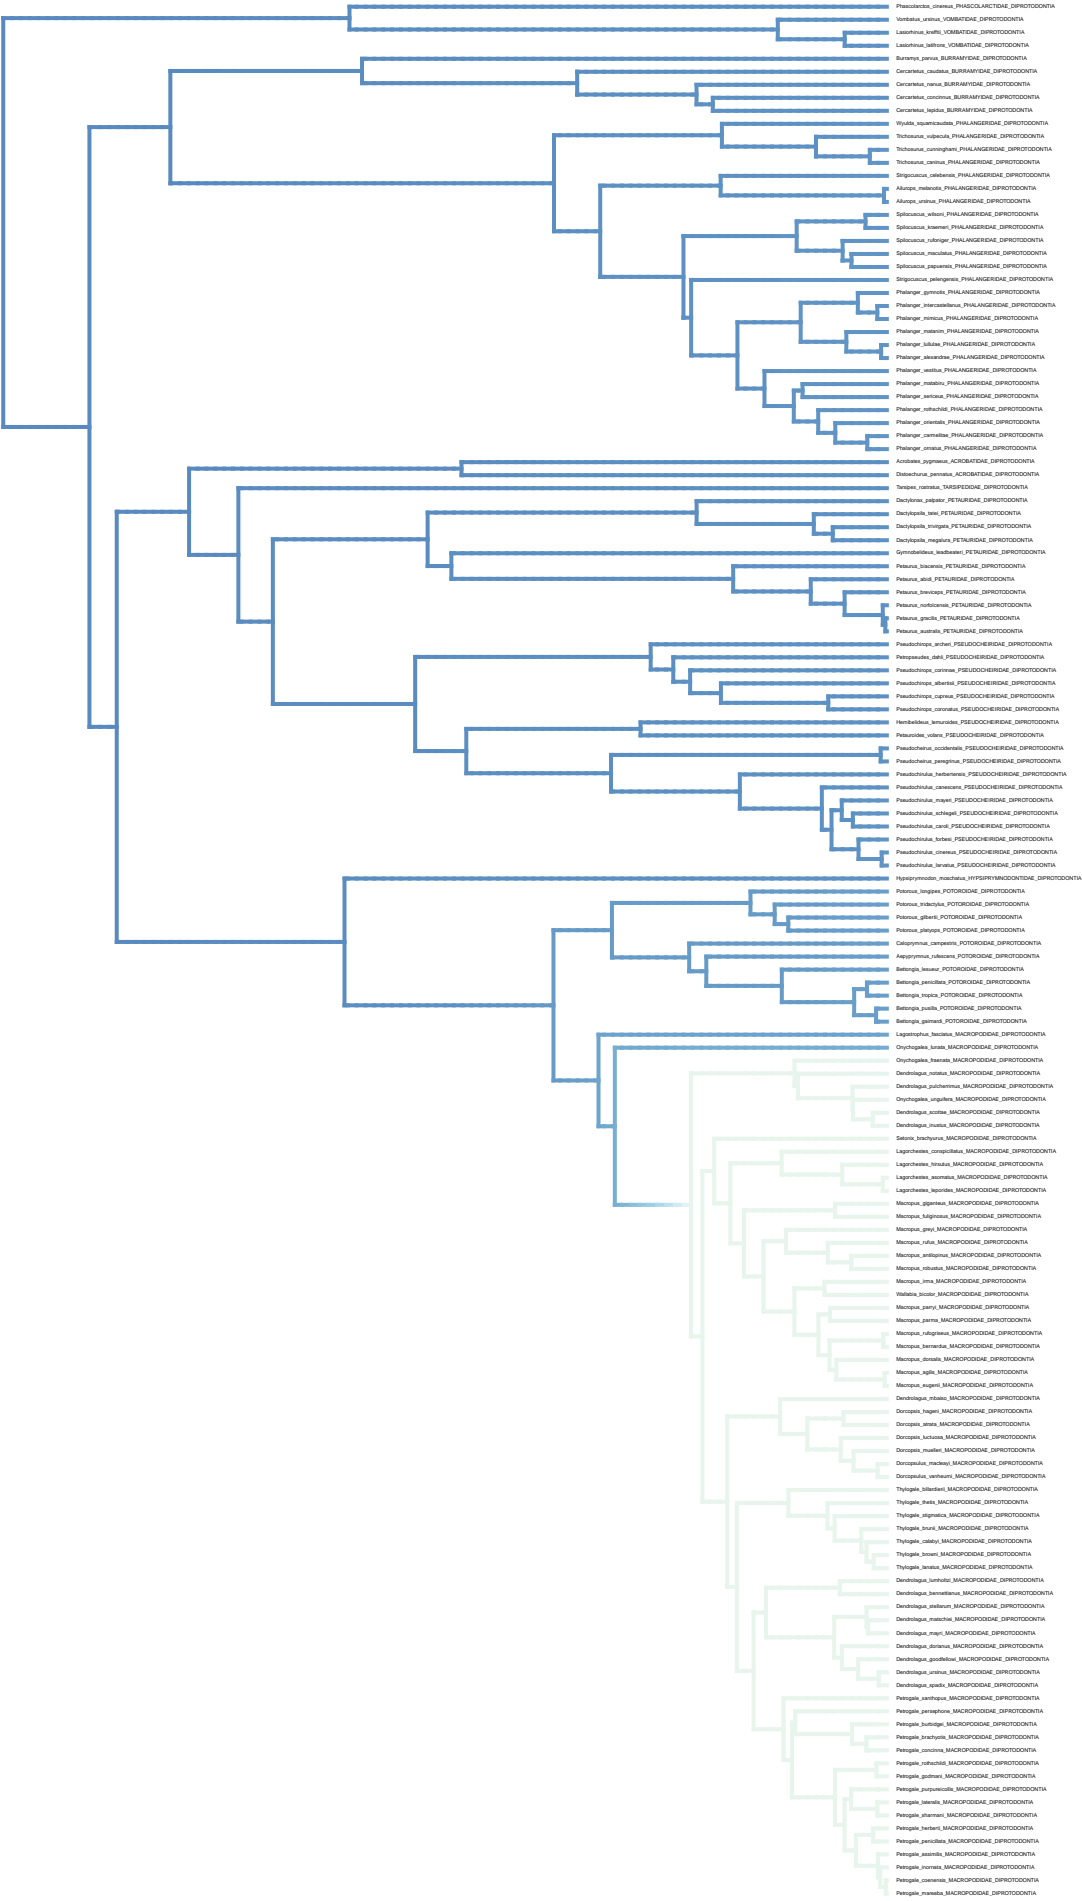 Phascolarctos_cinereus_PHASCOLARCTIDAE_DIPROTODONTIA
Vombatus_ursinus_VOMBATIDAE_DIPROTODONTIA
Lasiorhinus_krefftii_VOMBATIDAE_DIPROTODONTIA
Lasiorhinus_latifrons_VOMBATIDAE_DIPROTODONTIA
Burramys_parvus_BURRAMYIDAE_DIPROTODONTIA
Cercartetus_caudatus_BURRAMYIDAE_DIPROTODONTIA
Cercartetus_nanus_BURRAMYIDAE_DIPROTODONTIA
Cercartetus_concinnus_BURRAMYIDAE_DIPROTODONTIA
Cercartetus_lepidus_BURRAMYIDAE_DIPROTODONTIA
Wyulda_squamicaudata_PHALANGERIDAE_DIPROTODONTIA
Trichosurus_vulpecula_PHALANGERIDAE_DIPROTODONTIA
Trichosurus_cunninghami_PHALANGERIDAE_DIPROTODONTIA
Trichosurus_caninus_PHALANGERIDAE_DIPROTODONTIA
Strigocuscus_celebensis_PHALANGERIDAE_DIPROTODONTIA
Ailurops_melanotis_PHALANGERIDAE_DIPROTODONTIA
Ailurops_ursinus_PHALANGERIDAE_DIPROTODONTIA
Spilocuscus_wilsoni_PHALANGERIDAE_DIPROTODONTIA
Spilocuscus_kraemeri_PHALANGERIDAE_DIPROTODONTIA
Spilocuscus_rufoniger_PHALANGERIDAE_DIPROTODONTIA
Spilocuscus_maculatus_PHALANGERIDAE_DIPROTODONTIA
Spilocuscus_papuensis_PHALANGERIDAE_DIPROTODONTIA
Strigocuscus_pelengensis_PHALANGERIDAE_DIPROTODONTIA
Phalanger_gymnotis_PHALANGERIDAE_DIPROTODONTIA
Phalanger_intercastellanus_PHALANGERIDAE_DIPROTODONTIA
Phalanger_mimicus_PHALANGERIDAE_DIPROTODONTIA
Phalanger_matanim_PHALANGERIDAE_DIPROTODONTIA
Phalanger_lullulae_PHALANGERIDAE_DIPROTODONTIA
Phalanger_alexandrae_PHALANGERIDAE_DIPROTODONTIA
Phalanger_vestitus_PHALANGERIDAE_DIPROTODONTIA
Phalanger_matabiru_PHALANGERIDAE_DIPROTODONTIA
Phalanger_sericeus_PHALANGERIDAE_DIPROTODONTIA
Phalanger_rothschildi_PHALANGERIDAE_DIPROTODONTIA
Phalanger_orientalis_PHALANGERIDAE_DIPROTODONTIA
Phalanger_carmelitae_PHALANGERIDAE_DIPROTODONTIA
Phalanger_ornatus_PHALANGERIDAE_DIPROTODONTIA
Acrobates_pygmaeus_ACROBATIDAE_DIPROTODONTIA
Distoechurus_pennatus_ACROBATIDAE_DIPROTODONTIA
Tarsipes_rostratus_TARSIPEDIDAE_DIPROTODONTIA
Dactylonax_palpator_PETAURIDAE_DIPROTODONTIA
Dactylopsila_tatei_PETAURIDAE_DIPROTODONTIA
Dactylopsila_trivirgata_PETAURIDAE_DIPROTODONTIA
Dactylopsila_megalura_PETAURIDAE_DIPROTODONTIA
Gymnobelideus_leadbeateri_PETAURIDAE_DIPROTODONTIA
Petaurus_biacensis_PETAURIDAE_DIPROTODONTIA
Petaurus_abidi_PETAURIDAE_DIPROTODONTIA
Petaurus_breviceps_PETAURIDAE_DIPROTODONTIA
Petaurus_norfolcensis_PETAURIDAE_DIPROTODONTIA
Petaurus_gracilis_PETAURIDAE_DIPROTODONTIA
Petaurus_australis_PETAURIDAE_DIPROTODONTIA
Pseudochirops_archeri_PSEUDOCHEIRIDAE_DIPROTODONTIA
Petropseudes_dahli_PSEUDOCHEIRIDAE_DIPROTODONTIA
Pseudochirops_corinnae_PSEUDOCHEIRIDAE_DIPROTODONTIA
Pseudochirops_albertisii_PSEUDOCHEIRIDAE_DIPROTODONTIA
Pseudochirops_cupreus_PSEUDOCHEIRIDAE_DIPROTODONTIA
Pseudochirops_coronatus_PSEUDOCHEIRIDAE_DIPROTODONTIA
Hemibelideus_lemuroides_PSEUDOCHEIRIDAE_DIPROTODONTIA
Petauroides_volans_PSEUDOCHEIRIDAE_DIPROTODONTIA
Pseudocheirus_occidentalis_PSEUDOCHEIRIDAE_DIPROTODONTIA
Pseudocheirus_peregrinus_PSEUDOCHEIRIDAE_DIPROTODONTIA
Pseudochirulus_herbertensis_PSEUDOCHEIRIDAE_DIPROTODONTIA
Pseudochirulus_canescens_PSEUDOCHEIRIDAE_DIPROTODONTIA
Pseudochirulus_mayeri_PSEUDOCHEIRIDAE_DIPROTODONTIA
Pseudochirulus_schlegeli_PSEUDOCHEIRIDAE_DIPROTODONTIA
Pseudochirulus_caroli_PSEUDOCHEIRIDAE_DIPROTODONTIA
Pseudochirulus_forbesi_PSEUDOCHEIRIDAE_DIPROTODONTIA
Pseudochirulus_cinereus_PSEUDOCHEIRIDAE_DIPROTODONTIA
Pseudochirulus_larvatus_PSEUDOCHEIRIDAE_DIPROTODONTIA
Hypsiprymnodon_moschatus_HYPSIPRYMNODONTIDAE_DIPROTODONTIA
Potorous_longipes_POTOROIDAE_DIPROTODONTIA
Potorous_tridactylus_POTOROIDAE_DIPROTODONTIA
Potorous_gilbertii_POTOROIDAE_DIPROTODONTIA
Potorous_platyops_POTOROIDAE_DIPROTODONTIA
Caloprymnus_campestris_POTOROIDAE_DIPROTODONTIA
Aepyprymnus_rufescens_POTOROIDAE_DIPROTODONTIA
Bettongia_lesueur_POTOROIDAE_DIPROTODONTIA
Bettongia_penicillata_POTOROIDAE_DIPROTODONTIA
Bettongia_tropica_POTOROIDAE_DIPROTODONTIA
Bettongia_pusilla_POTOROIDAE_DIPROTODONTIA
Bettongia_gaimardi_POTOROIDAE_DIPROTODONTIA
Lagostrophus_fasciatus_MACROPODIDAE_DIPROTODONTIA
Onychogalea_lunata_MACROPODIDAE_DIPROTODONTIA
Onychogalea_fraenata_MACROPODIDAE_DIPROTODONTIA
Dendrolagus_notatus_MACROPODIDAE_DIPROTODONTIA
Dendrolagus_pulcherrimus_MACROPODIDAE_DIPROTODONTIA
Onychogalea_unguifera_MACROPODIDAE_DIPROTODONTIA
Dendrolagus_scottae_MACROPODIDAE_DIPROTODONTIA
Dendrolagus_inustus_MACROPODIDAE_DIPROTODONTIA
Setonix_brachyurus_MACROPODIDAE_DIPROTODONTIA
Lagorchestes_conspicillatus_MACROPODIDAE_DIPROTODONTIA
Lagorchestes_hirsutus_MACROPODIDAE_DIPROTODONTIA
Lagorchestes_asomatus_MACROPODIDAE_DIPROTODONTIA
Lagorchestes_leporides_MACROPODIDAE_DIPROTODONTIA
Macropus_giganteus_MACROPODIDAE_DIPROTODONTIA
Macropus_fuliginosus_MACROPODIDAE_DIPROTODONTIA
Macropus_greyi_MACROPODIDAE_DIPROTODONTIA
Macropus_rufus_MACROPODIDAE_DIPROTODONTIA
Macropus_antilopinus_MACROPODIDAE_DIPROTODONTIA
Macropus_robustus_MACROPODIDAE_DIPROTODONTIA
Macropus_irma_MACROPODIDAE_DIPROTODONTIA
Wallabia_bicolor_MACROPODIDAE_DIPROTODONTIA
Macropus_parryi_MACROPODIDAE_DIPROTODONTIA
Macropus_parma_MACROPODIDAE_DIPROTODONTIA
Macropus_rufogriseus_MACROPODIDAE_DIPROTODONTIA
Macropus_bernardus_MACROPODIDAE_DIPROTODONTIA
Macropus_dorsalis_MACROPODIDAE_DIPROTODONTIA
Macropus_agilis_MACROPODIDAE_DIPROTODONTIA
Macropus_eugenii_MACROPODIDAE_DIPROTODONTIA
Dendrolagus_mbaiso_MACROPODIDAE_DIPROTODONTIA
Dorcopsis_hageni_MACROPODIDAE_DIPROTODONTIA
Dorcopsis_atrata_MACROPODIDAE_DIPROTODONTIA
Dorcopsis_luctuosa_MACROPODIDAE_DIPROTODONTIA
Dorcopsis_muelleri_MACROPODIDAE_DIPROTODONTIA
Dorcopsulus_macleayi_MACROPODIDAE_DIPROTODONTIA
Dorcopsulus_vanheurni_MACROPODIDAE_DIPROTODONTIA
Thylogale_billardierii_MACROPODIDAE_DIPROTODONTIA
Thylogale_thetis_MACROPODIDAE_DIPROTODONTIA
Thylogale_stigmatica_MACROPODIDAE_DIPROTODONTIA
Thylogale_brunii_MACROPODIDAE_DIPROTODONTIA
Thylogale_calabyi_MACROPODIDAE_DIPROTODONTIA
Thylogale_browni_MACROPODIDAE_DIPROTODONTIA
Thylogale_lanatus_MACROPODIDAE_DIPROTODONTIA
Dendrolagus_lumholtzi_MACROPODIDAE_DIPROTODONTIA
Dendrolagus_bennettianus_MACROPODIDAE_DIPROTODONTIA
Dendrolagus_stellarum_MACROPODIDAE_DIPROTODONTIA
Dendrolagus_matschiei_MACROPODIDAE_DIPROTODONTIA
Dendrolagus_mayri_MACROPODIDAE_DIPROTODONTIA
Dendrolagus_dorianus_MACROPODIDAE_DIPROTODONTIA
Dendrolagus_goodfellowi_MACROPODIDAE_DIPROTODONTIA
Dendrolagus_ursinus_MACROPODIDAE_DIPROTODONTIA
Dendrolagus_spadix_MACROPODIDAE_DIPROTODONTIA
Petrogale_xanthopus_MACROPODIDAE_DIPROTODONTIA
Petrogale_persephone_MACROPODIDAE_DIPROTODONTIA
Petrogale_burbidgei_MACROPODIDAE_DIPROTODONTIA
Petrogale_brachyotis_MACROPODIDAE_DIPROTODONTIA
Petrogale_concinna_MACROPODIDAE_DIPROTODONTIA
Petrogale_rothschildi_MACROPODIDAE_DIPROTODONTIA
Petrogale_godmani_MACROPODIDAE_DIPROTODONTIA
Petrogale_purpureicollis_MACROPODIDAE_DIPROTODONTIA
Petrogale_lateralis_MACROPODIDAE_DIPROTODONTIA
Petrogale_sharmani_MACROPODIDAE_DIPROTODONTIA
Petrogale_herberti_MACROPODIDAE_DIPROTODONTIA
Petrogale_penicillata_MACROPODIDAE_DIPROTODONTIA
Petrogale_assimilis_MACROPODIDAE_DIPROTODONTIA
Petrogale_inornata_MACROPODIDAE_DIPROTODONTIA
Petrogale_coenensis_MACROPODIDAE_DIPROTODONTIA
Petrogale_mareeba_MACROPODIDAE_DIPROTODONTIA